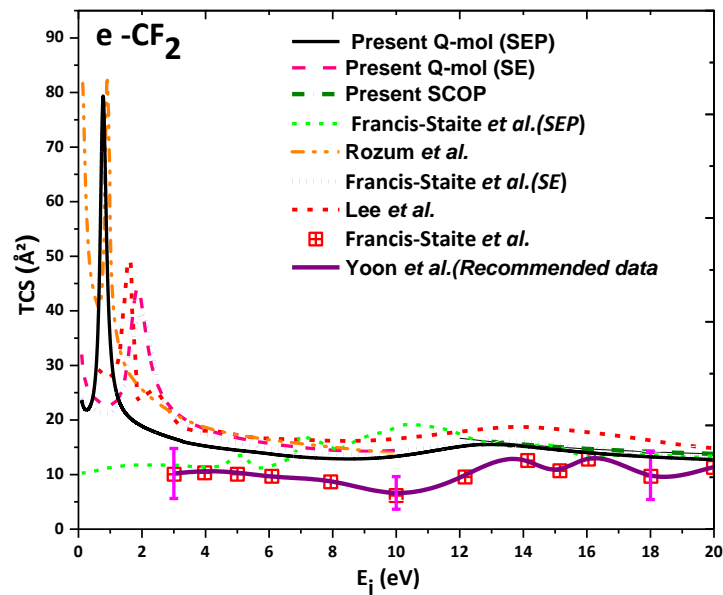 e -CF2
Present Q-mol (SEP)
Present Q-mol (SE)
Present SCOP
Francis-Staite et al.(SEP)
Rozum et al.
Francis-Staite et al.(SE)
Lee et al.
Francis-Staite et al.
Yoon et al.(Recommended data
TCS (Å²)
90
80
70
60
50
40
30
20
10
0
0 2 4 6 8 10 12 14 16 18 20
Ei (eV)